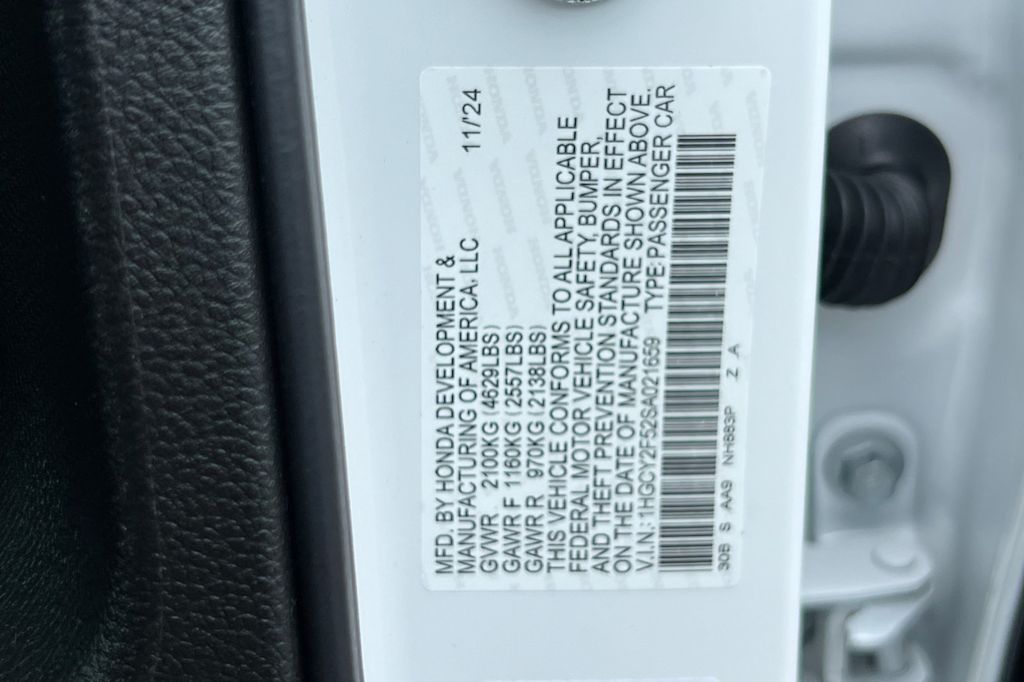 MFD. BY HONDA DEVELOPMENT &
MANUFACTURING OF AMERICA, LLC 11/'24
GVWR 2100KG (4629LBS)
GAWR F 1160KG (2557LBS)
GAWR R 970KG (2138LBS)
THIS VEHICLE CONFORMS TO ALL APPLICABLE
FEDERAL MOTOR VEHICLE SAFETY, BUMPER,
AND THEFT PREVENTION STANDARDS IN EFFECT
ON THE DATE OF MANUFACTURE SHOWN ABOVE.
V.I.N.: 1HGCY2F52SA021659 TYPE:PASSENGER CAR
30B S AA9 NH883P Z A